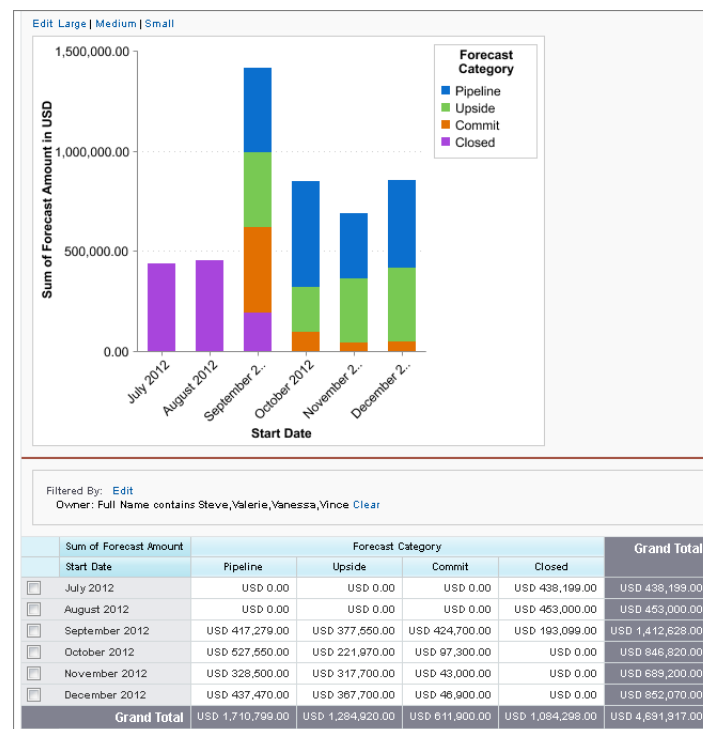 Edit Large | Medium | Small
1,500,000.00
1,000,000.00
500,000.00
0.00
Sum of Forecast Amount in USD
July 2012
August 2012
September 2..
October 2012
November 2..
December 2..
Start Date
Forecast
Category
Pipeline
Upside
Commit
Closed
Filtered By: Edit
Owner: Full Name contains Steve,Valerie,Vanessa,Vince Clear
Sum of Forecast Amount Forecast Category Grand Total
Start Date Pipeline Upside Commit Closed
July 2012 USD 0.00 USD 0.00 USD 0.00 USD 438,199.00 USD 438,199.00
August 2012 USD 0.00 USD 0.00 USD 0.00 USD 453,000.00 USD 453,000.00
September 2012 USD 417,279.00 USD 377,550.00 USD 424,700.00 USD 193,099.00 USD 1,412,628.00
October 2012 USD 527,550.00 USD 221,970.00 USD 97,300.00 USD 0.00 USD 846,820.00
November 2012 USD 328,500.00 USD 317,700.00 USD 43,000.00 USD 0.00 USD 689,200.00
December 2012 USD 437,470.00 USD 367,700.00 USD 46,900.00 USD 0.00 USD 852,070.00
Grand Total USD 1,710,799.00 USD 1,284,920.00 USD 611,900.00 USD 1,084,298.00 USD 4,691,917.00